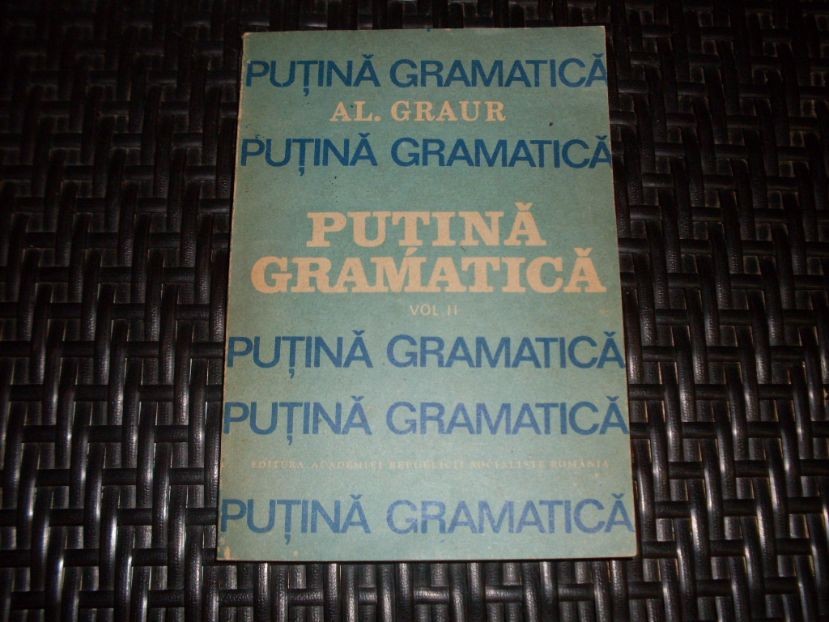 PUȚINĂ GRAMATICĂ
AL. GRAUR
PUȚINĂ GRAMATICĂ
PUȚINĂ
GRAMATICĂ
VOL. II
PUȚINĂ GRAMATICĂ
PUȚINĂ GRAMATICĂ
EDITURA ACADEMIEI REPUBLICII SOCIALISTE ROMÂNIA
PUȚINĂ GRAMATICĂ